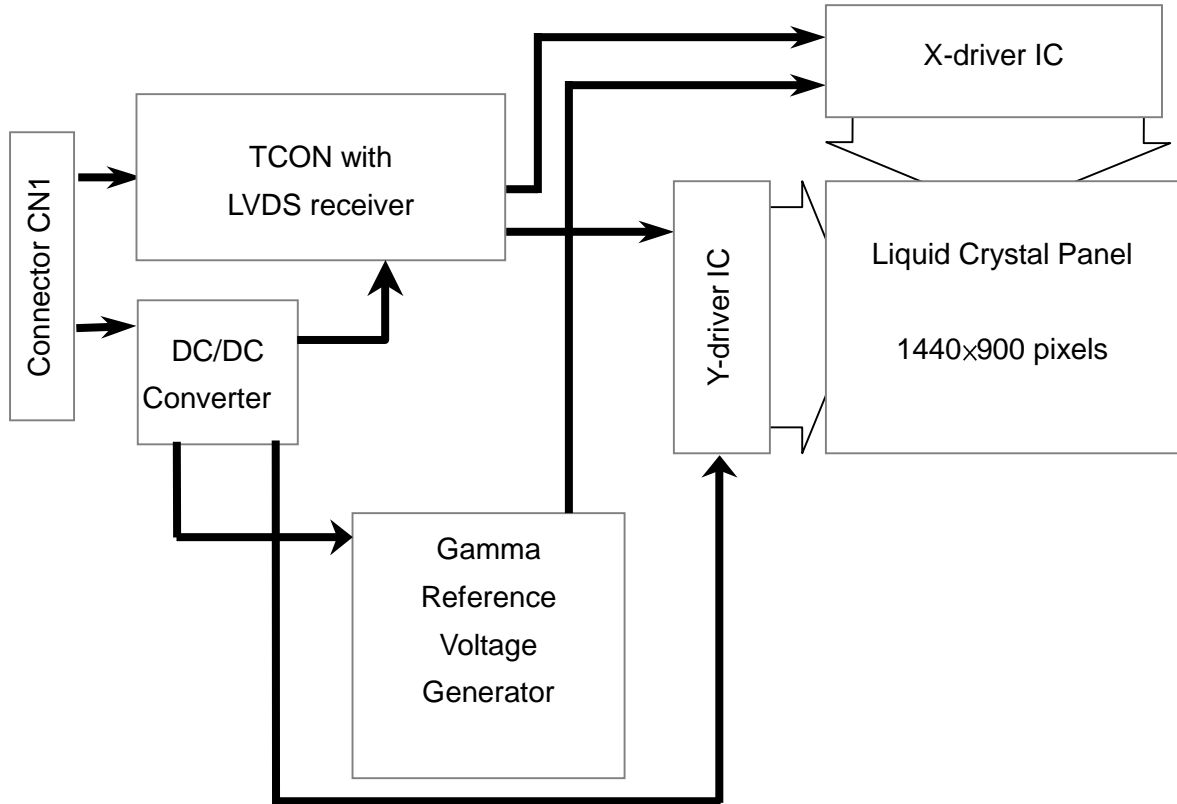 X-driver IC
TCON with
LVDS receiver
Connector CN1
Y-driver IC
Liquid Crystal Panel
1440×900 pixels
DC/DC
Converter
Gamma
Reference
Voltage
Generator